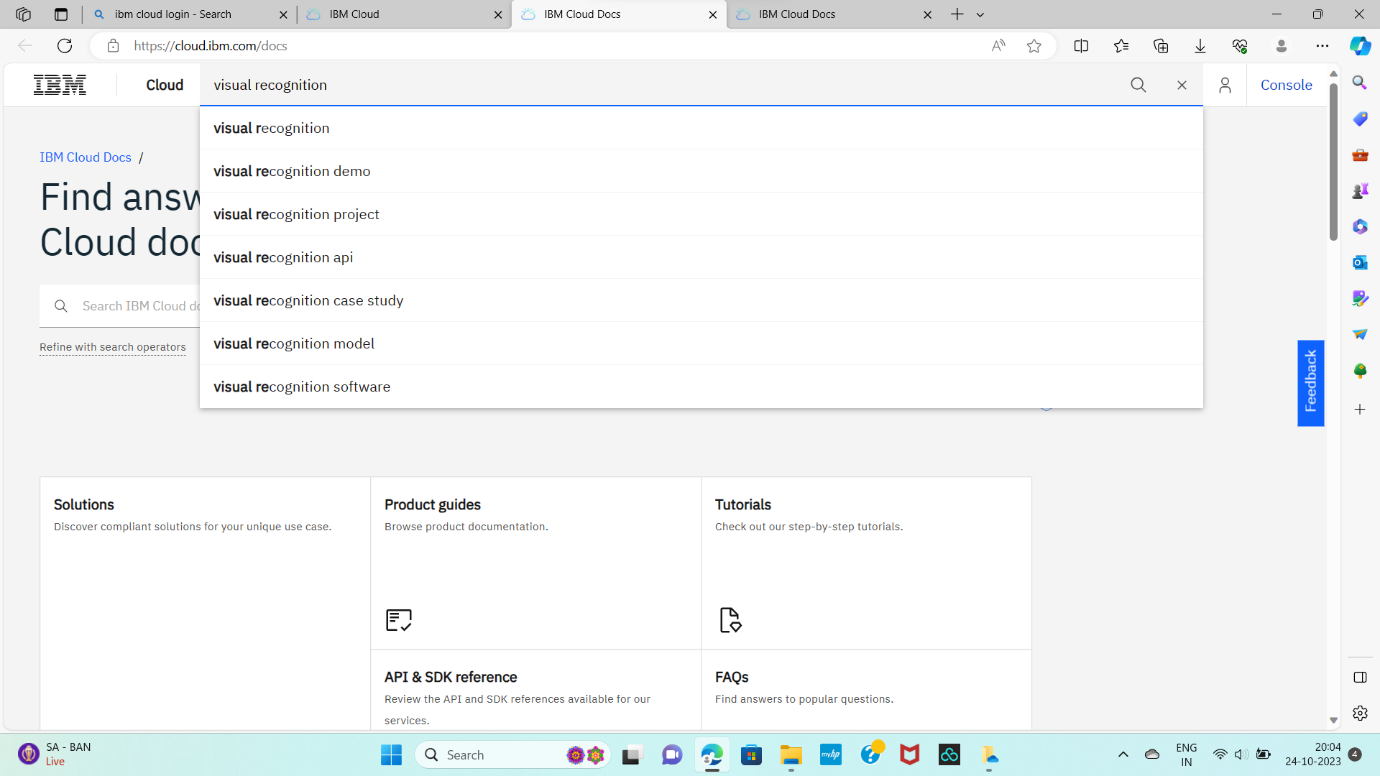 ibm cloud login - Search
IBM Cloud
IBM Cloud Docs
IBM Cloud Docs
https://cloud.ibm.com/docs
IBM
Cloud
visual recognition
Console
visual recognition
visual recognition demo
visual recognition project
visual recognition api
visual recognition case study
visual recognition model
visual recognition software
IBM Cloud Docs /
Find answ
Cloud doc
Search IBM Cloud do
Refine with search operators
Feedback
Solutions
Discover compliant solutions for your unique use case.
Product guides
Browse product documentation.
Tutorials
Check out our step-by-step tutorials.
API & SDK reference
Review the API and SDK references available for our
services.
FAQs
Find answers to popular questions.
SA - BAN
Live
Search
myhp
ENG
IN
20:04
24-10-2023
4